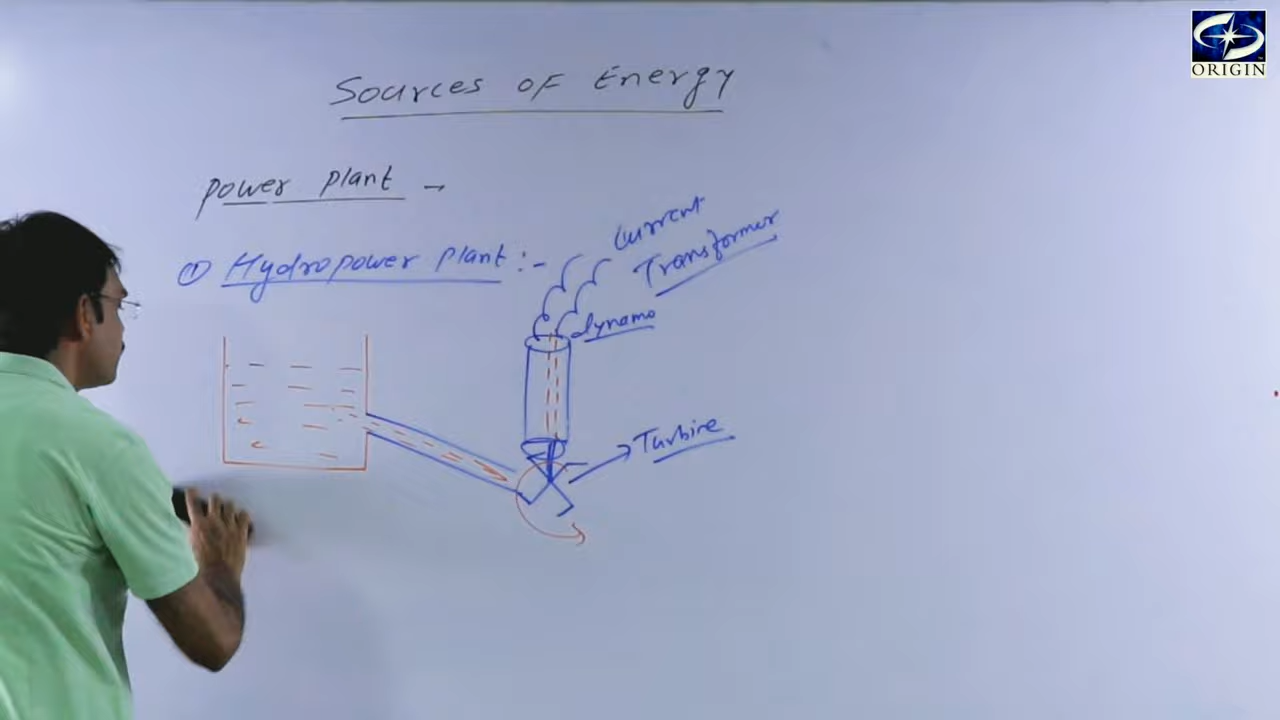 Sources of Energy
Power Plant →
① Hydropower Plant :-
Current
Transformer
dynamo
Turbine
ORIGIN